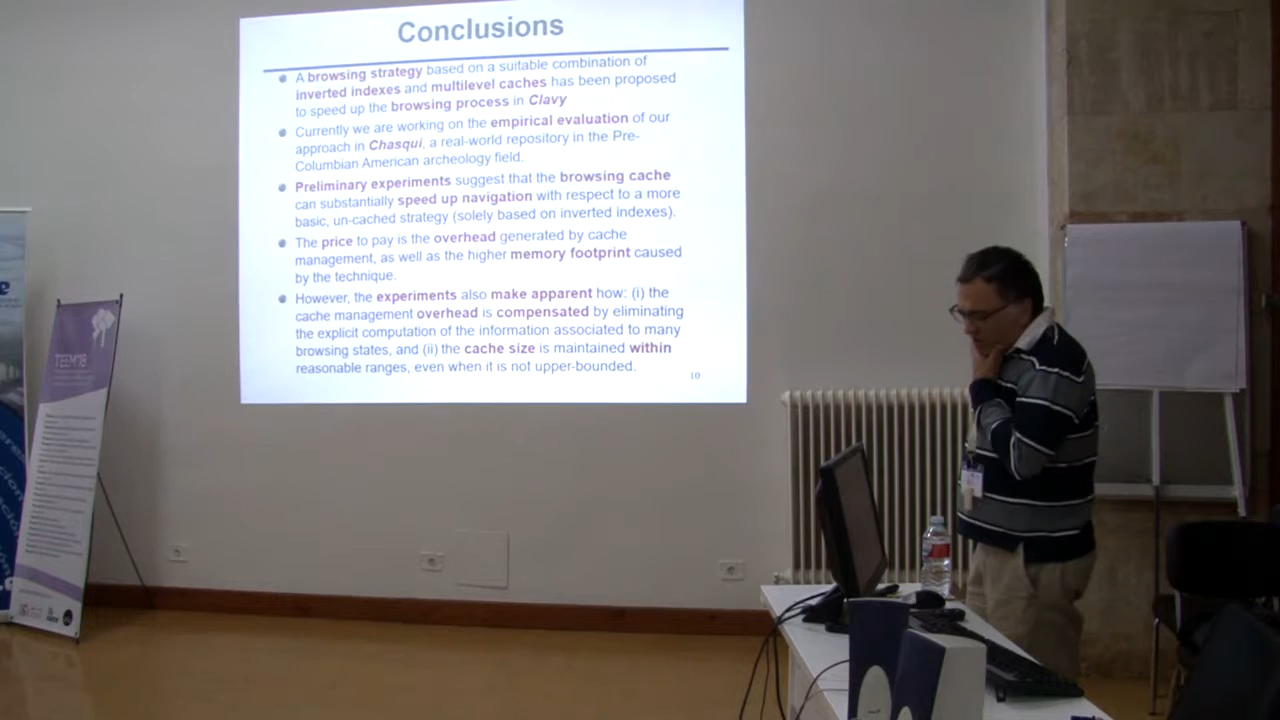 Conclusions
A browsing strategy based on a suitable combination of
inverted indexes and multilevel caches has been proposed
to speed up the browsing process in Clavy
Currently we are working on the empirical evaluation of our
approach in Chasqui, a real-world repository in the Pre-
Columbian American archeology field.
Preliminary experiments suggest that the browsing cache
can substantially speed up navigation with respect to a more
basic, un-cached strategy (solely based on inverted indexes).
The price to pay is the overhead generated by cache
management, as well as the higher memory footprint caused
by the technique.
However, the experiments also make apparent how: (i) the
cache management overhead is compensated by eliminating
the explicit computation of the information associated to many
browsing states, and (ii) the cache size is maintained within
reasonable ranges, even when it is not upper-bounded.
10
TEEM'18